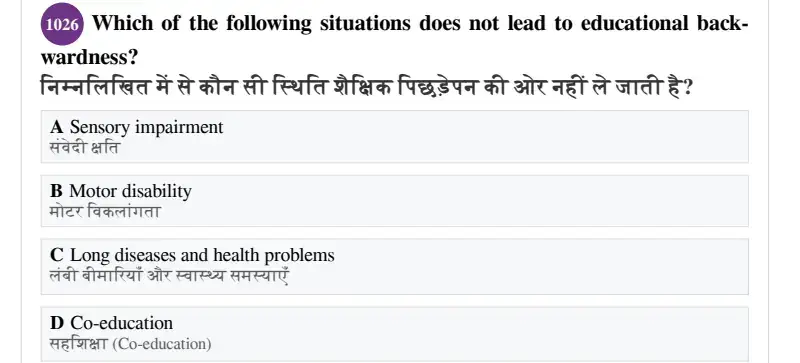 1026 Which of the following situations does not lead to educational back-
wardness?
निम्नलिखित में से कौन सी स्थिति शैक्षिक पिछड़ेपन की ओर नहीं ले जाती है?
A Sensory impairment
संवेदी क्षति
B Motor disability
मोटर विकलांगता
C Long diseases and health problems
लंबी बीमारियाँ और स्वास्थ्य समस्याएँ
D Co-education
सहशिक्षा (Co-education)